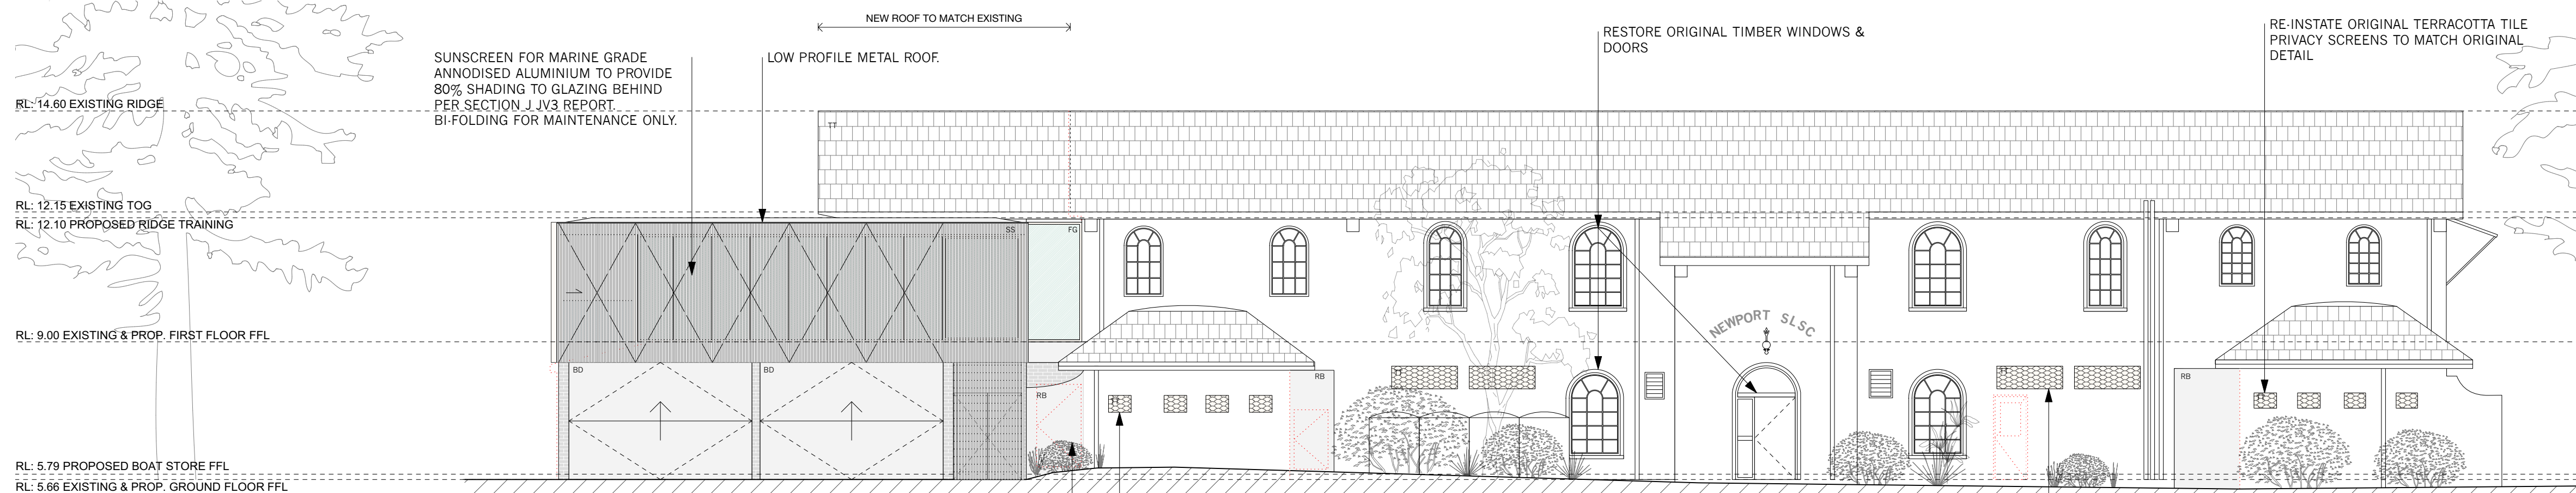 NEW ROOF TO MATCH EXISTING
SUNSCREEN FOR MARINE GRADE
ANNODISED ALUMINIUM TO PROVIDE
80% SHADING TO GLAZING BEHIND
PER SECTION J JV3 REPORT.
BI-FOLDING FOR MAINTENANCE ONLY.
LOW PROFILE METAL ROOF.
RESTORE ORIGINAL TIMBER WINDOWS &
DOORS
RE-INSTATE ORIGINAL TERRACOTTA TILE
PRIVACY SCREENS TO MATCH ORIGINAL
DETAIL
RL: 14.60 EXISTING RIDGE
TT
RL: 12.15 EXISTING TOG
RL: 12.10 PROPOSED RIDGE TRAINING
SS
FG
RL: 9.00 EXISTING & PROP. FIRST FLOOR FFL
NEWPORT SLSC
BD
BD
RB
RB
RB
TT
RL: 5.79 PROPOSED BOAT STORE FFL
RL: 5.66 EXISTING & PROP. GROUND FLOOR FFL